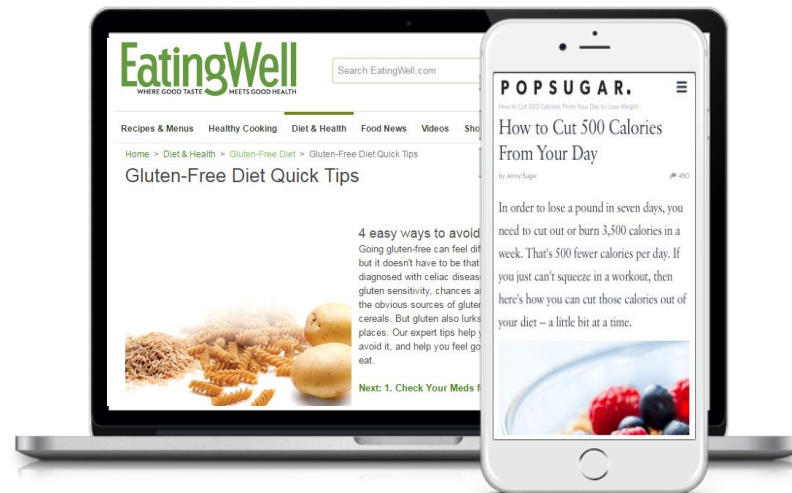 EatingWell
WHERE GOOD TASTE MEETS GOOD HEALTH
Search EatingWell.com
Recipes & Menus Healthy Cooking Diet & Health Food News Videos Sho
Home > Diet & Health > Gluten-Free Diet > Gluten-Free Diet Quick Tips
Gluten-Free Diet Quick Tips
4 easy ways to avoid
Going gluten-free can feel dif
but it doesn't have to be that
diagnosed with celiac diseas
gluten sensitivity, chances a
the obvious sources of glute
cereals. But gluten also lurks
places. Our expert tips help y
avoid it, and help you feel go
eat.
Next: 1. Check Your Meds f
POPSUGAR.
How to Cut 500 Calories From Your Day to Lose Weight
How to Cut 500 Calories
From Your Day
by Jenny Sugar
490
In order to lose a pound in seven days, you
need to cut out or burn 3,500 calories in a
week. That's 500 fewer calories per day. If
you just can't squeeze in a workout, then
here's how you can cut those calories out of
your diet – a little bit at a time.